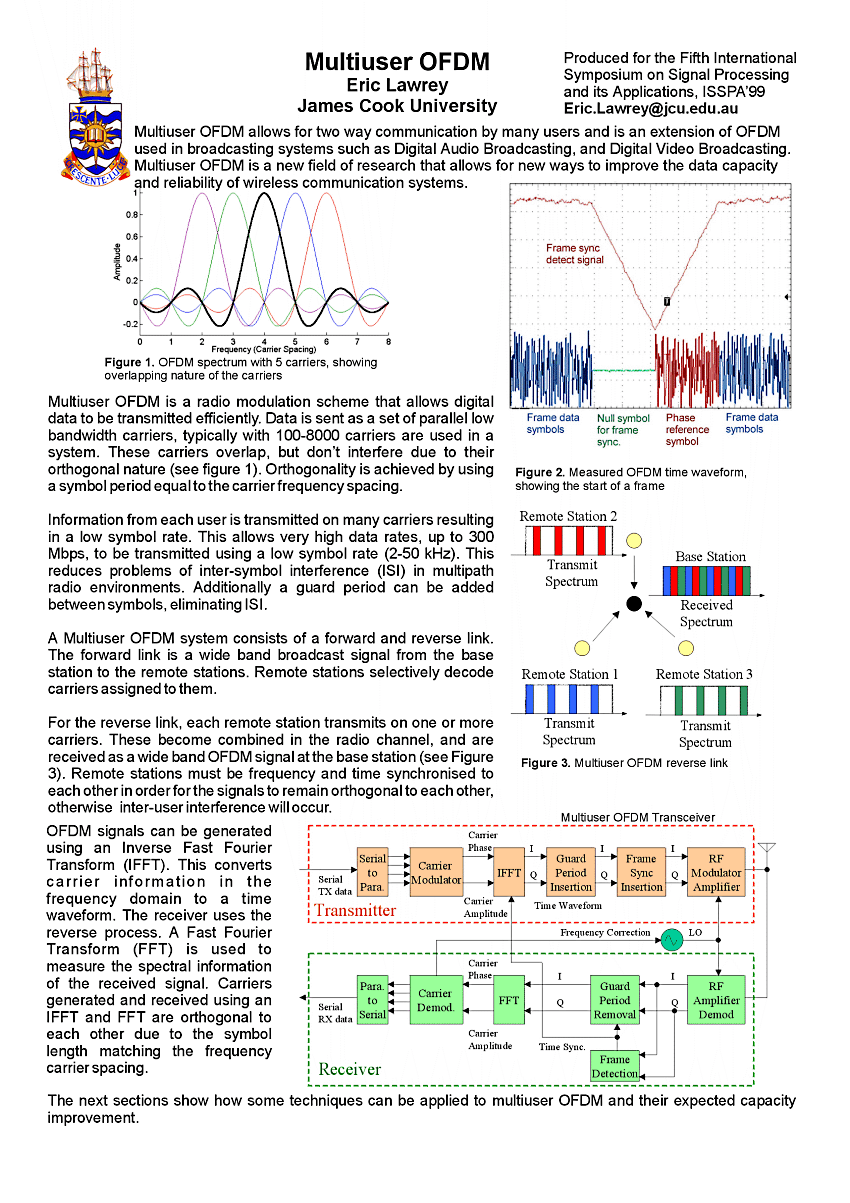 Multiuser OFDM
Eric Lawrey
James Cook University
Produced for the Fifth International
Symposium on Signal Processing
and its Applications, ISSPA'99
Eric.Lawrey@jcu.edu.au
Multiuser OFDM allows for two way communication by many users and is an extension of OFDM
used in broadcasting systems such as Digital Audio Broadcasting, and Digital Video Broadcasting.
Multiuser OFDM is a new field of research that allows for new ways to improve the data capacity
and reliability of wireless communication systems.
1
0.8
0.6
0.4
0.2
0
-0.2
Amplitude
0 1 2 3 4 5 6 7 8
Frequency (Carrier Spacing)
Figure 1. OFDM spectrum with 5 carriers, showing
overlapping nature of the carriers
Frame sync
detect signal
T
Frame data
symbols
Null symbol
for frame
sync.
Phase
reference
symbol
Frame data
symbols
Figure 2. Measured OFDM time waveform,
showing the start of a frame
Multiuser OFDM is a radio modulation scheme that allows digital
data to be transmitted efficiently. Data is sent as a set of parallel low
bandwidth carriers, typically with 100-8000 carriers are used in a
system. These carriers overlap, but don't interfere due to their
orthogonal nature (see figure 1). Orthogonality is achieved by using
a symbol period equal to the carrier frequency spacing.
Information from each user is transmitted on many carriers resulting
in a low symbol rate. This allows very high data rates, up to 300
Mbps, to be transmitted using a low symbol rate (2-50 kHz). This
reduces problems of inter-symbol interference (ISI) in multipath
radio environments. Additionally a guard period can be added
between symbols, eliminating ISI.
A Multiuser OFDM system consists of a forward and reverse link.
The forward link is a wide band broadcast signal from the base
station to the remote stations. Remote stations selectively decode
carriers assigned to them.
For the reverse link, each remote station transmits on one or more
carriers. These become combined in the radio channel, and are
received as a wide band OFDM signal at the base station (see Figure
3). Remote stations must be frequency and time synchronised to
each other in order for the signals to remain orthogonal to each other,
otherwise inter-user interference will occur.
Remote Station 2
Transmit
Spectrum
Base Station
Received
Spectrum
Remote Station 1
Transmit
Spectrum
Remote Station 3
Transmit
Spectrum
Figure 3. Multiuser OFDM reverse link
OFDM signals can be generated
using an Inverse Fast Fourier
Transform (IFFT). This converts
carrier information in the
frequency domain to a time
waveform. The receiver uses the
reverse process. A Fast Fourier
Transform (FFT) is used to
measure the spectral information
of the received signal. Carriers
generated and received using an
IFFT and FFT are orthogonal to
each other due to the symbol
length matching the frequency
carrier spacing.
Multiuser OFDM Transceiver
Serial
TX data
Serial
to
Para.
Carrier
Modulator
Carrier
Phase
Carrier
Amplitude
IFFT
I
Q
Guard
Period
Insertion
I
Q
Frame
Sync
Insertion
I
Q
RF
Modulator
Amplifier
Time Waveform
Transmitter
Frequency Correction
LO
Serial
RX data
Para.
to
Serial
Carrier
Demod.
Carrier
Phase
Carrier
Amplitude
FFT
I
Q
Guard
Period
Removal
I
Q
RF
Amplifier
Demod
Time Sync.
Frame
Detection
Receiver
The next sections show how some techniques can be applied to multiuser OFDM and their expected capacity
improvement.